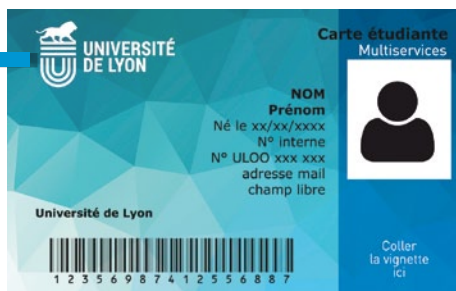 UNIVERSITÉ
DE LYON
Carte étudiante
Multiservices
NOM
Prénom
Né le xx/xx/xxxx
N° interne
N° ULOO xxx xxx
adresse mail
champ libre
Université de Lyon
1 2 3 5 6 9 8 7 4 1 2 5 5 6 8 8 7
Coller
la vignette
ici